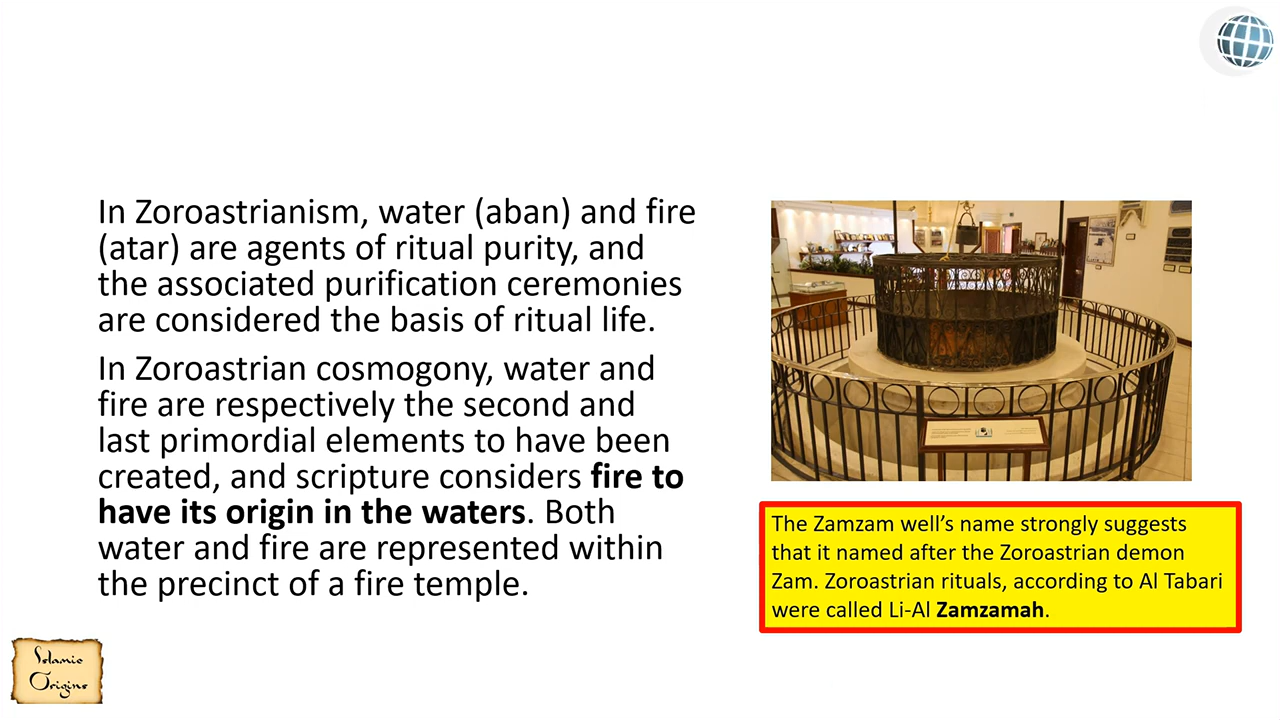 In Zoroastrianism, water (aban) and fire
(atar) are agents of ritual purity, and
the associated purification ceremonies
are considered the basis of ritual life.
In Zoroastrian cosmogony, water and
fire are respectively the second and
last primordial elements to have been
created, and scripture considers fire to
have its origin in the waters. Both
water and fire are represented within
the precinct of a fire temple.
The Zamzam well’s name strongly suggests
that it named after the Zoroastrian demon
Zam. Zoroastrian rituals, according to Al Tabari
were called Li-Al Zamzamah.
Islamic
Origins